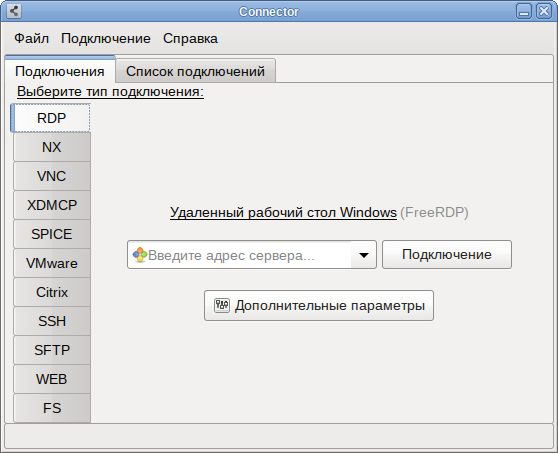 Connector
Файл Подключение Справка
Подключения Список подключений
Выберите тип подключения:
RDP
NX
VNC
XDMCP
SPICE
VMware
Citrix
SSH
SFTP
WEB
FS
Удаленный рабочий стол Windows (FreeRDP)
Введите адрес сервера... Подключение
Дополнительные параметры